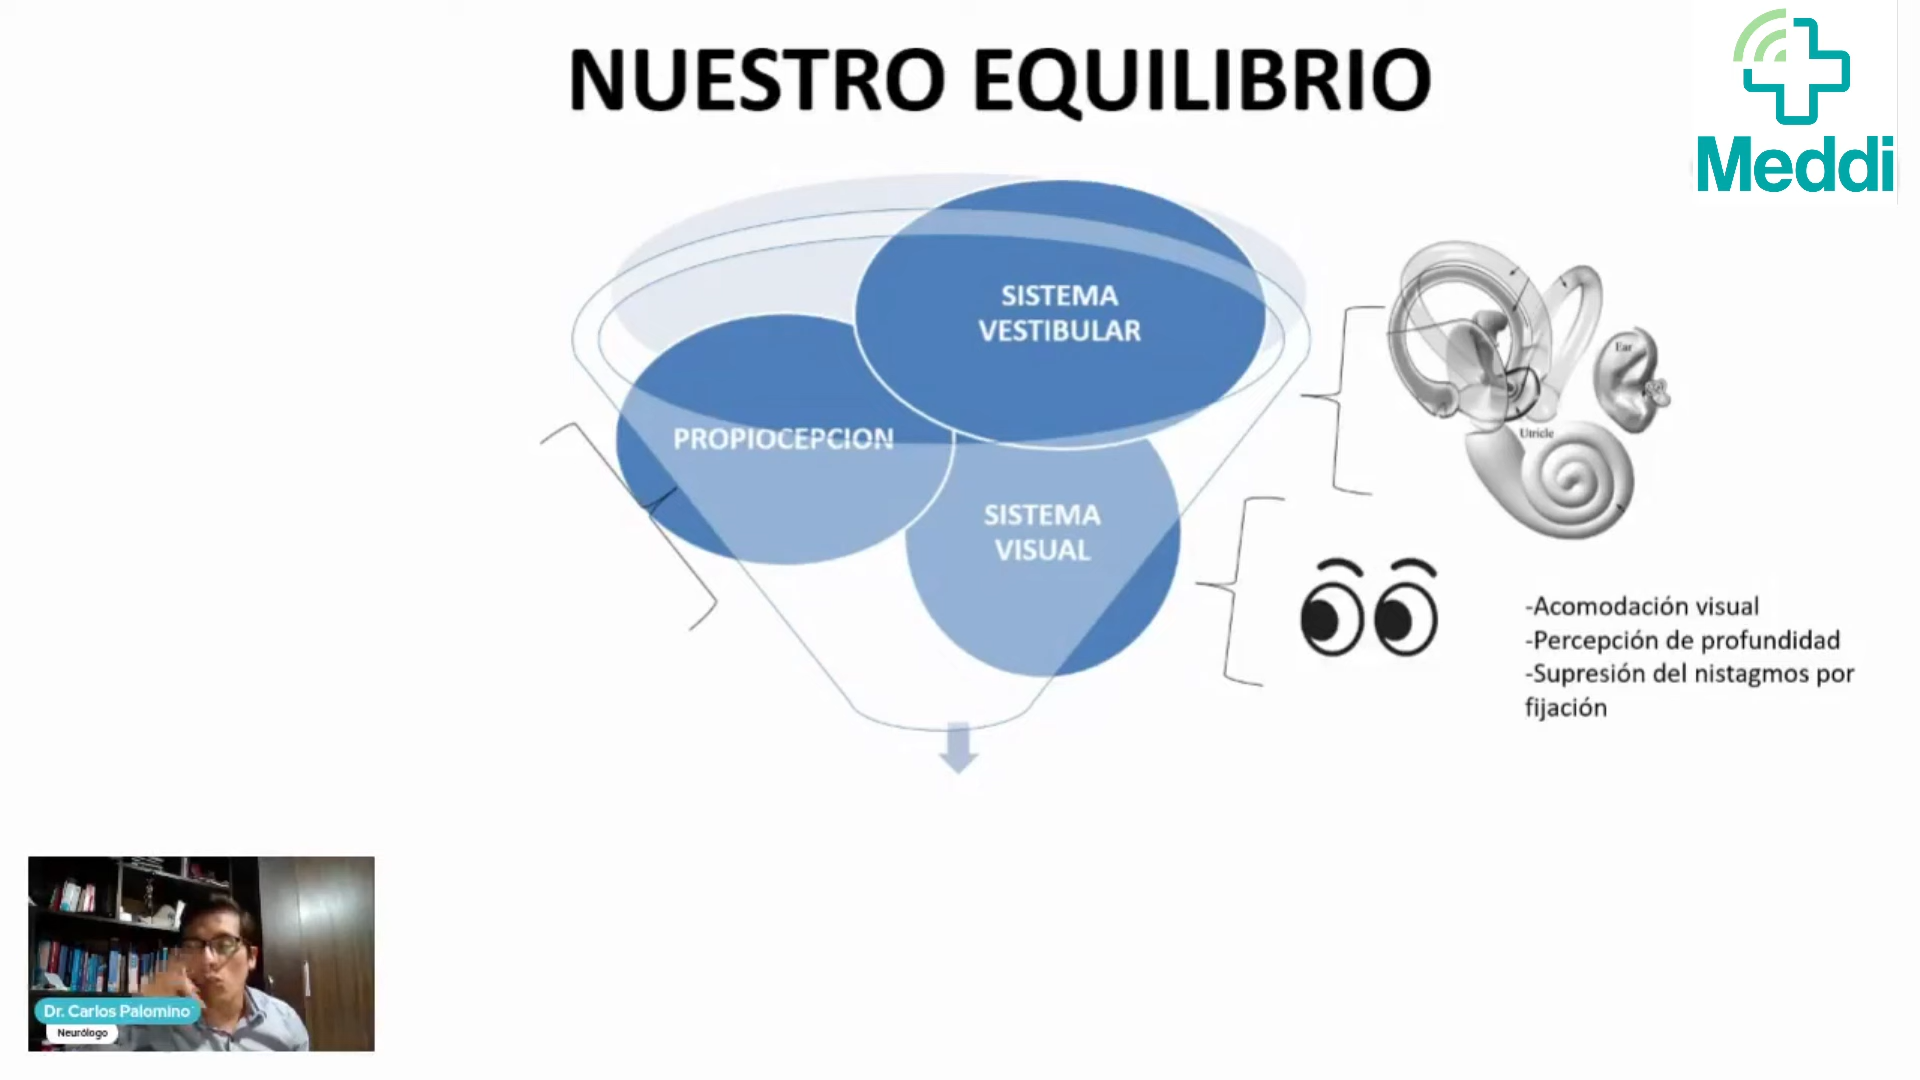 NUESTRO EQUILIBRIO
Meddi
SISTEMA
VESTIBULAR
PROPIOCEPCION
SISTEMA
VISUAL
Ear
Utricle
-Acomodación visual
-Percepción de profundidad
-Supresión del nistagmos por
fijación
Dr. Carlos Palomino
Neurólogo